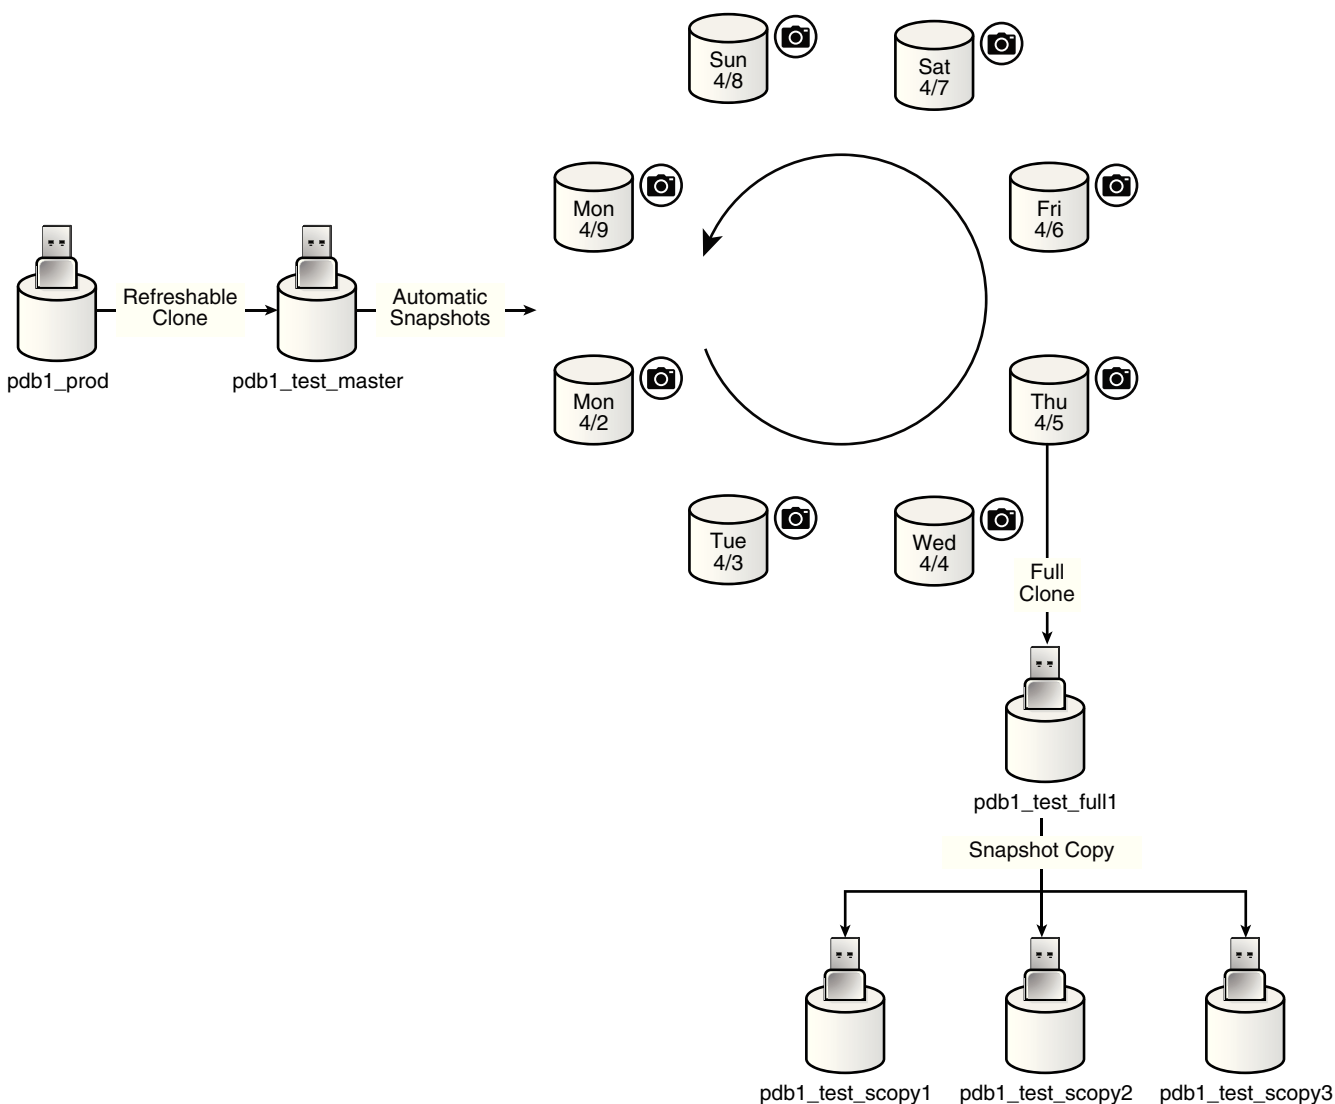 Sun
4/8
Sat
4/7
Mon
4/9
Fri
4/6
Refreshable
Clone
Automatic
Snapshots
pdb1_prod
pdb1_test_master
Mon
4/2
Thu
4/5
Tue
4/3
Wed
4/4
Full
Clone
pdb1_test_full1
Snapshot Copy
pdb1_test_scopy1
pdb1_test_scopy2
pdb1_test_scopy3